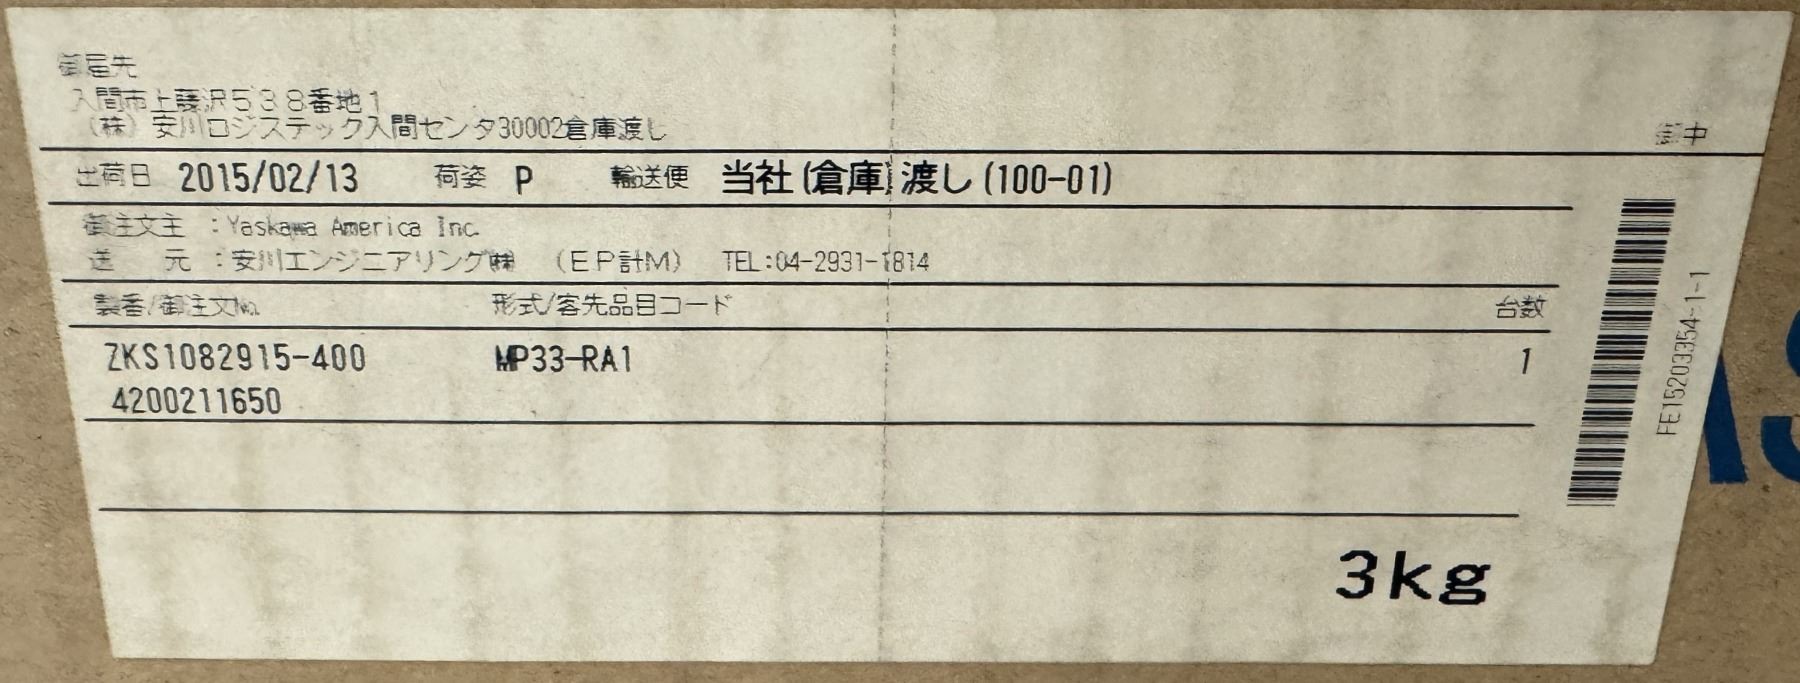 御届先
入間市上藤沢538番地1
(株)安川ロジステック入間センタ30002倉庫渡し
御中
出荷日 2015/02/13 荷姿 P 輸送便 当社(倉庫)渡し(100-01)
御注文主 :Yaskawa America Inc.
送 元 :安川エンジニアリング㈱ (EP計M) TEL:04-2931-1814
製番/御注文No. 形式/客先品目コード 台数
ZKS1082915-400 MP33-RA1 1
4200211650
3kg
FE15203354-1-1